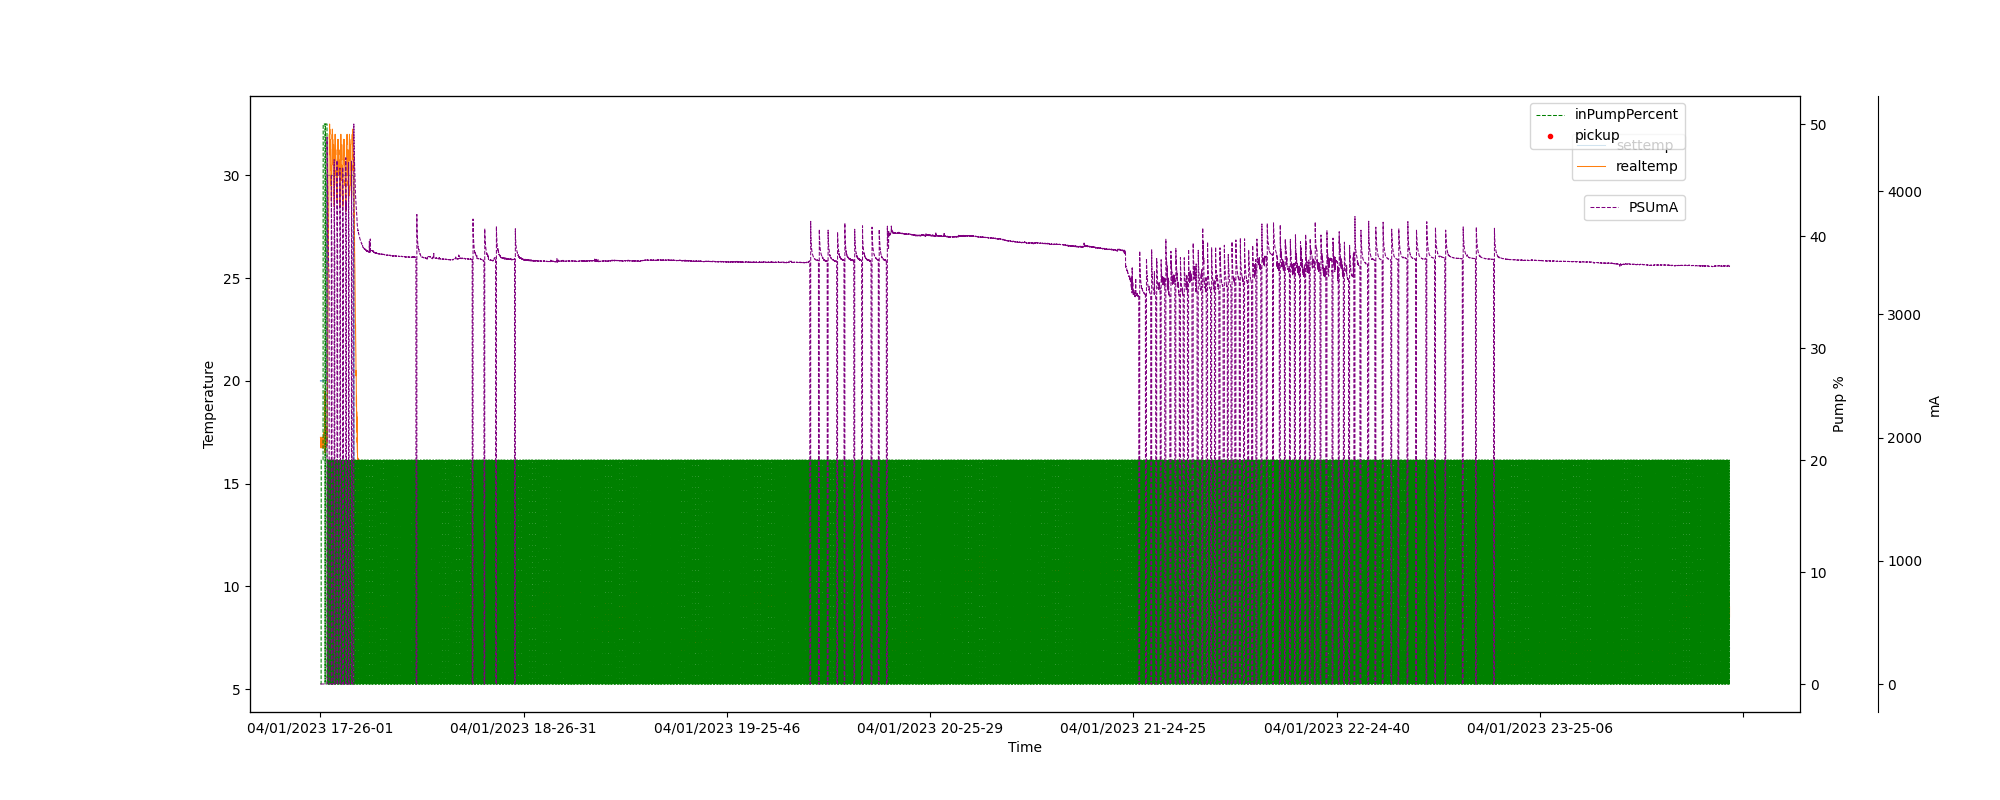 inPumpPercent
pickup
settemp
realtemp
PSUmA
30
25
20
15
10
5
Temperature
50
40
30
20
10
0
Pump %
4000
3000
2000
1000
0
mA
04/01/2023 17-26-01
04/01/2023 18-26-31
04/01/2023 19-25-46
04/01/2023 20-25-29
04/01/2023 21-24-25
04/01/2023 22-24-40
04/01/2023 23-25-06
Time